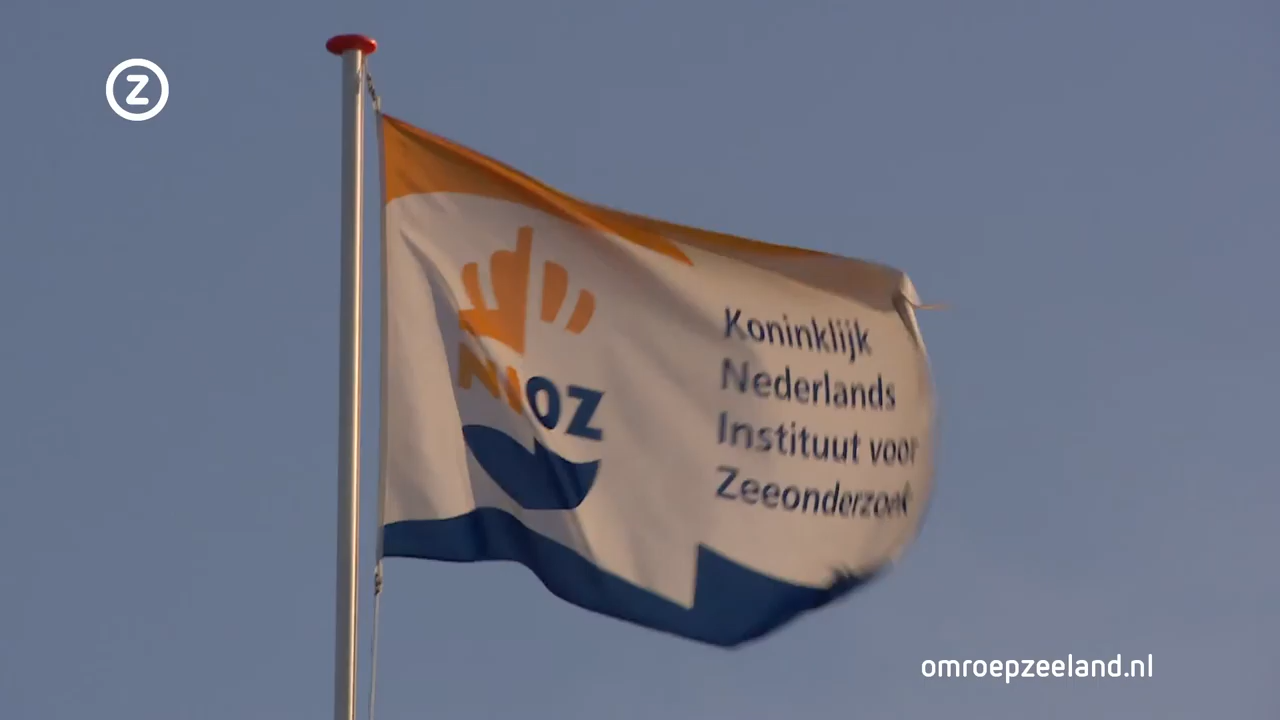 Z
NIOZ
Koninklijk
Nederlands
Instituut voor
Zeeonderzoek
omroepzeeland.nl